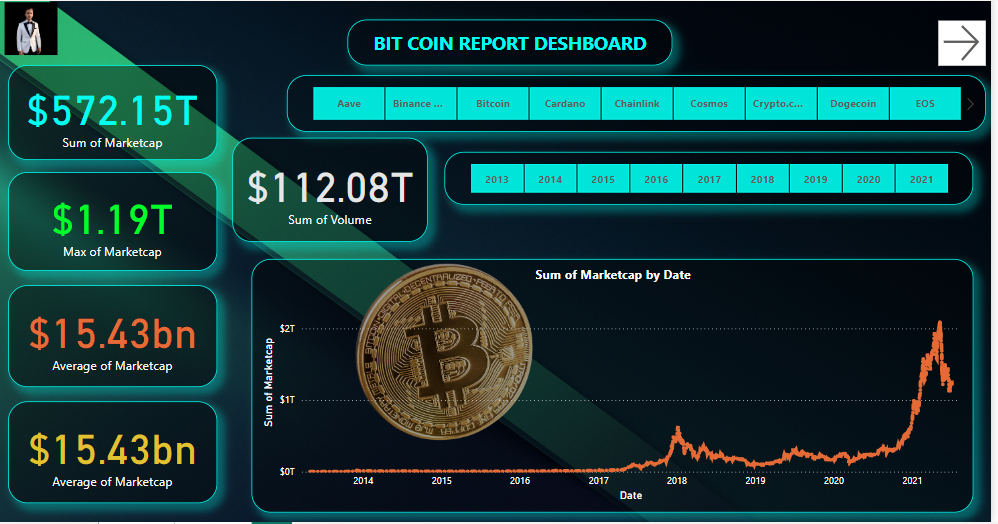 BIT COIN REPORT DESHBOARD
$572.15T
Sum of Marketcap
Aave Binance ... Bitcoin Cardano Chainlink Cosmos Crypto.c... Dogecoin EOS
$112.08T
Sum of Volume
2013 2014 2015 2016 2017 2018 2019 2020 2021
$1.19T
Max of Marketcap
$15.43bn
Average of Marketcap
$15.43bn
Average of Marketcap
Sum of Marketcap by Date
Sum of Marketcap
$2T
$1T
$0T
2014 2015 2016 2017 2018 2019 2020 2021
Date